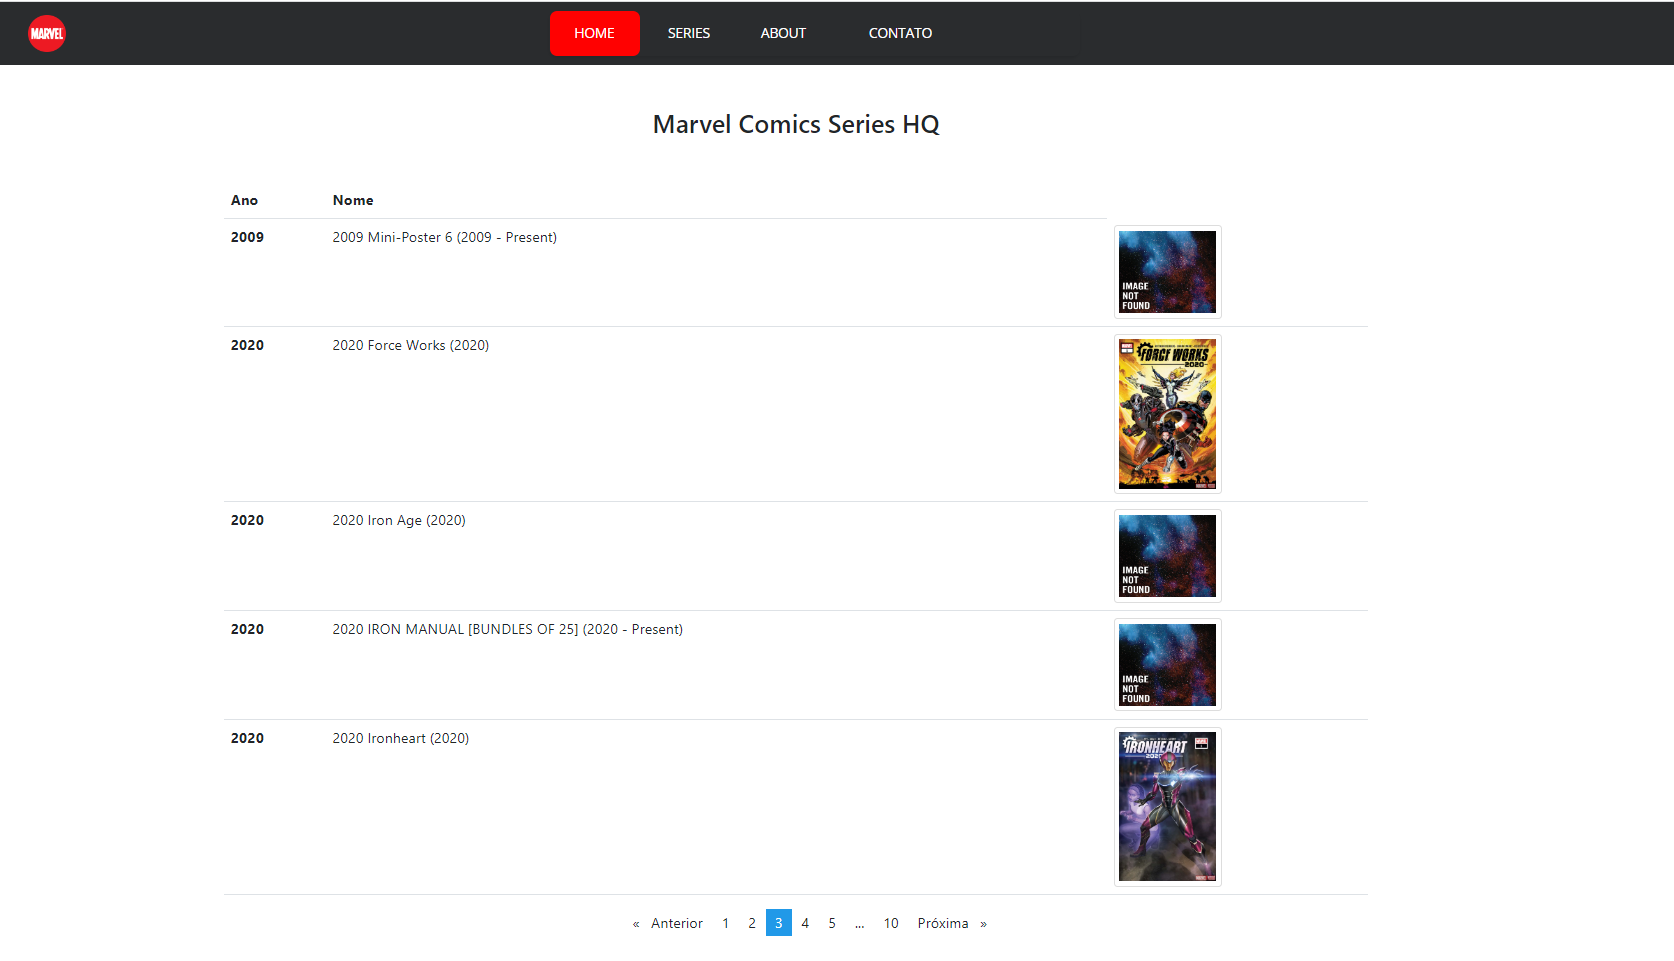 MARVEL HOME SERIES ABOUT CONTATO
Marvel Comics Series HQ
Ano Nome
2009 2009 Mini-Poster 6 (2009 - Present)
IMAGE
NOT
FOUND
2020 2020 Force Works (2020)
MARVEL
FORCE WORKS
2020
2020 2020 Iron Age (2020)
IMAGE
NOT
FOUND
2020 2020 IRON MANUAL [BUNDLES OF 25] (2020 - Present)
IMAGE
NOT
FOUND
2020 2020 Ironheart (2020)
MARVEL
IRONHEART
2020
« Anterior 1 2 3 4 5 ... 10 Próxima »